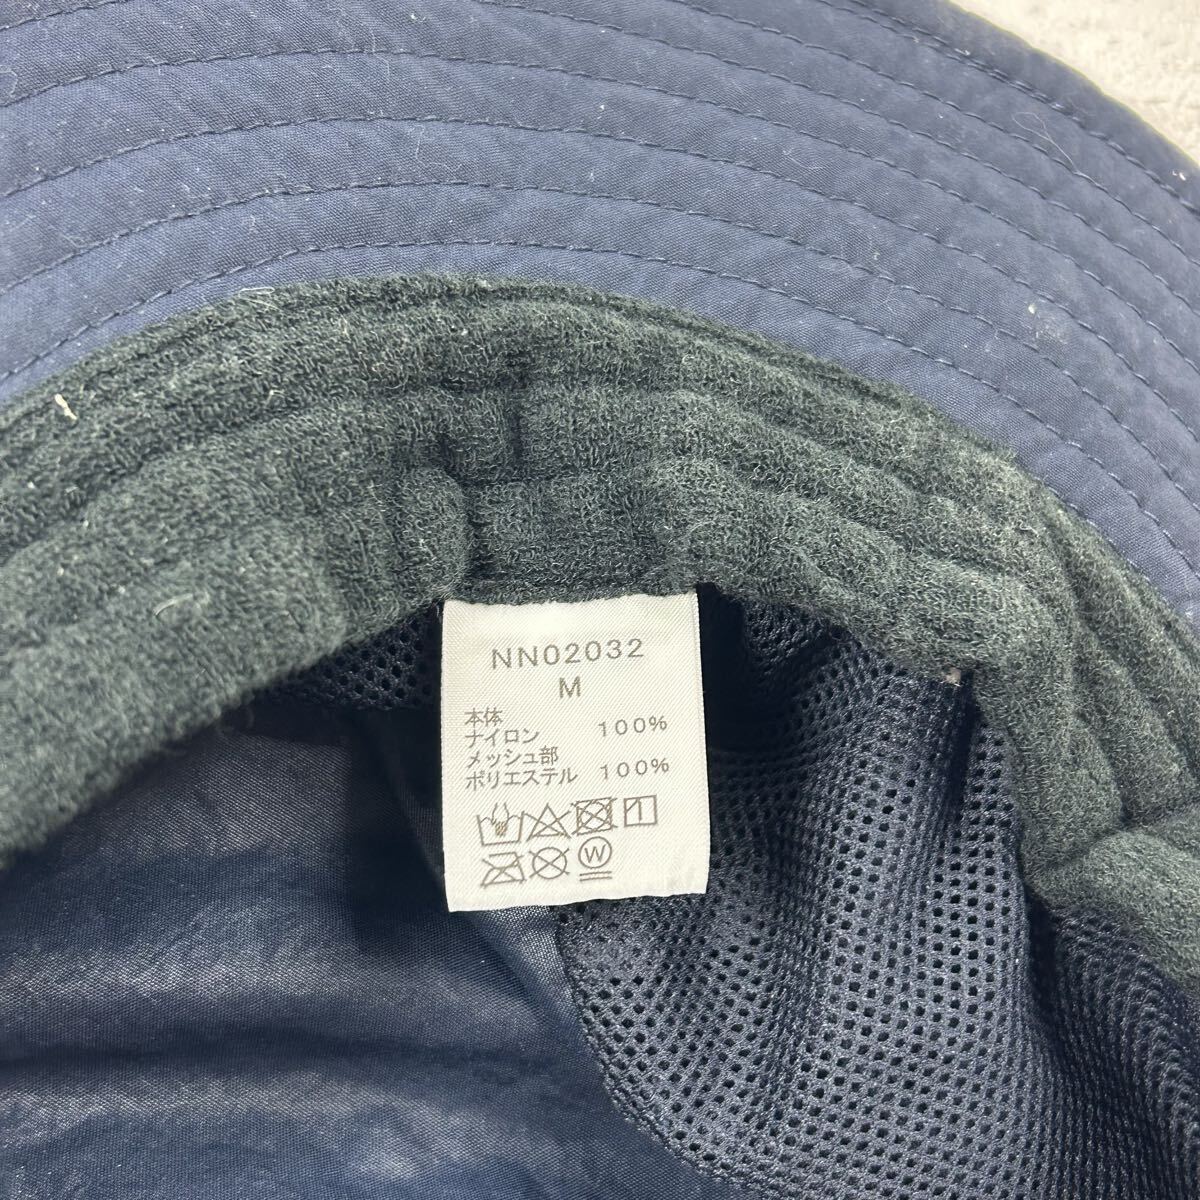 NN02032
M
本体
ナイロン 100%
メッシュ部
ポリエステル 100%
W